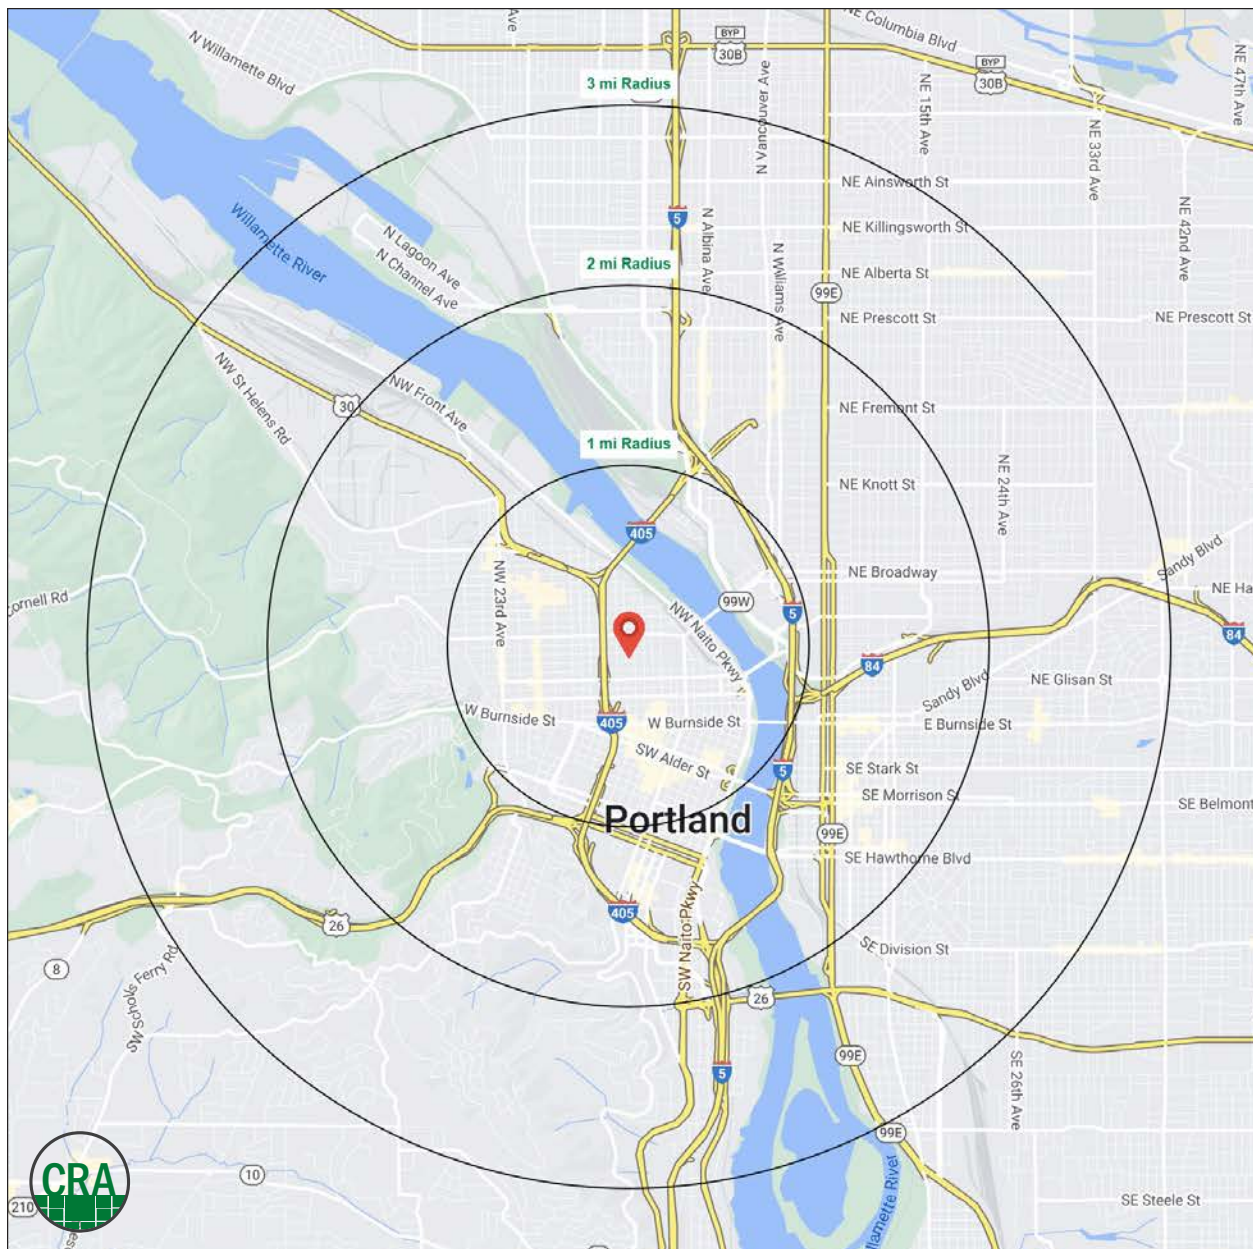 NE Columbia Blvd
N Willamette Blvd
Ave
BYP
30B
BYP
30B
NE 47th Ave
3 mi Radius
N Vancouver Ave
NE 15th Ave
NE 33rd Ave
NE Ainsworth St
NE 42nd Ave
Willamette River
N Lagoon Ave
N Channel Ave
5
N Albina Ave
NE Killingsworth St
2 mi Radius
N Williams Ave
NE Alberta St
99E
NE Prescott St
NE Prescott St
NW St Helens Rd
NW Front Ave
30
NE Fremont St
1 mi Radius
NE Knott St
NE 24th Ave
405
NW 23rd Ave
Sandy Blvd
NE Broadway
NE Ha
Cornell Rd
99W
5
NW Naito Pkwy
84
84
NE Glisan St
Sandy Blvd
W Burnside St
405
W Burnside St
E Burnside St
SW Alder St
5
SE Stark St
SE Morrison St
SE Belmont
Portland
99E
SE Hawthorne Blvd
405
26
SW Naito Pkwy
SE Division St
8
SW Scholls Ferry Rd
26
99E
5
SE 26th Ave
99E
CRA
10
llamette River
210
SE Steele St